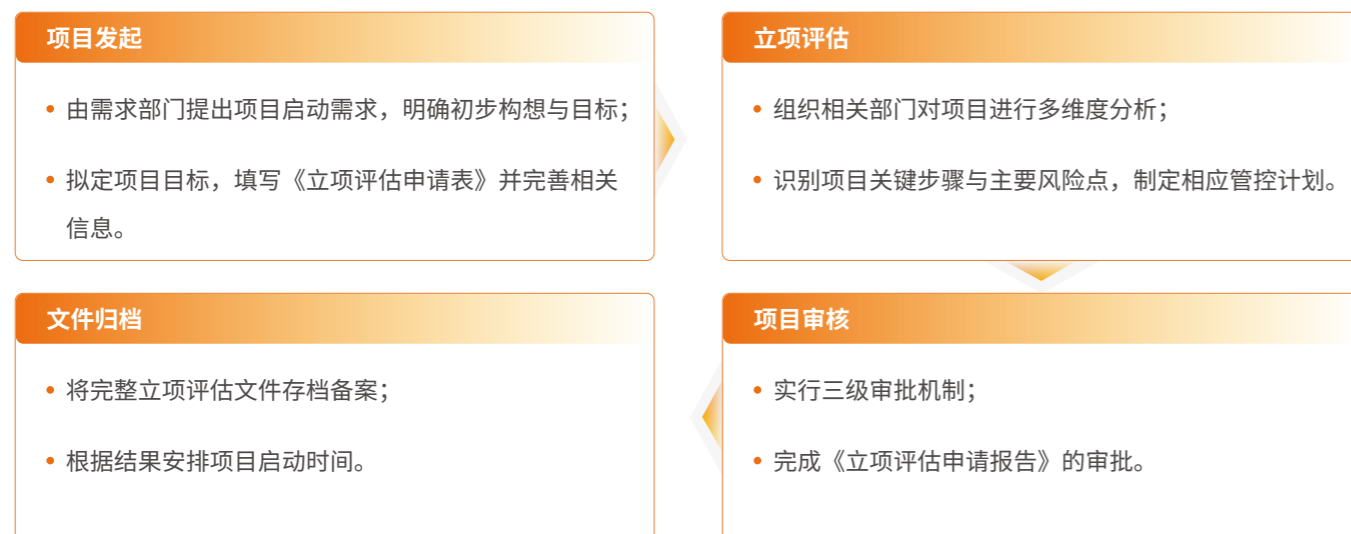 项目发起
• 由需求部门提出项目启动需求，明确初步构想与目标；
• 拟定项目目标，填写《立项评估申请表》并完善相关
信息。
立项评估
• 组织相关部门对项目进行多维度分析；
• 识别项目关键步骤与主要风险点，制定相应管控计划。
项目审核
• 实行三级审批机制；
• 完成《立项评估申请报告》的审批。
文件归档
• 将完整立项评估文件存档备案；
• 根据结果安排项目启动时间。